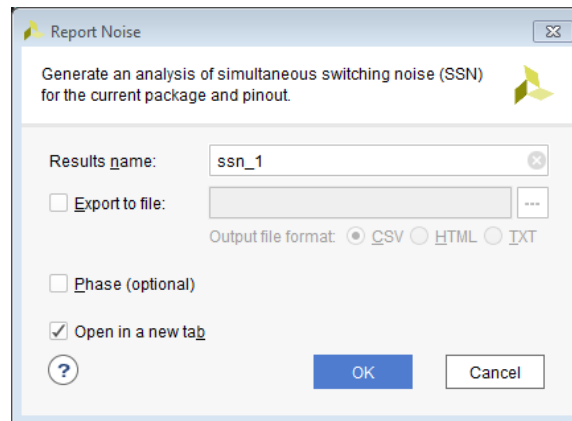 Report Noise
Generate an analysis of simultaneous switching noise (SSN)
for the current package and pinout.
Results name: ssn_1
Export to file: ...
Output file format: CSV HTML TXT
Phase (optional)
Open in a new tab
? OK Cancel